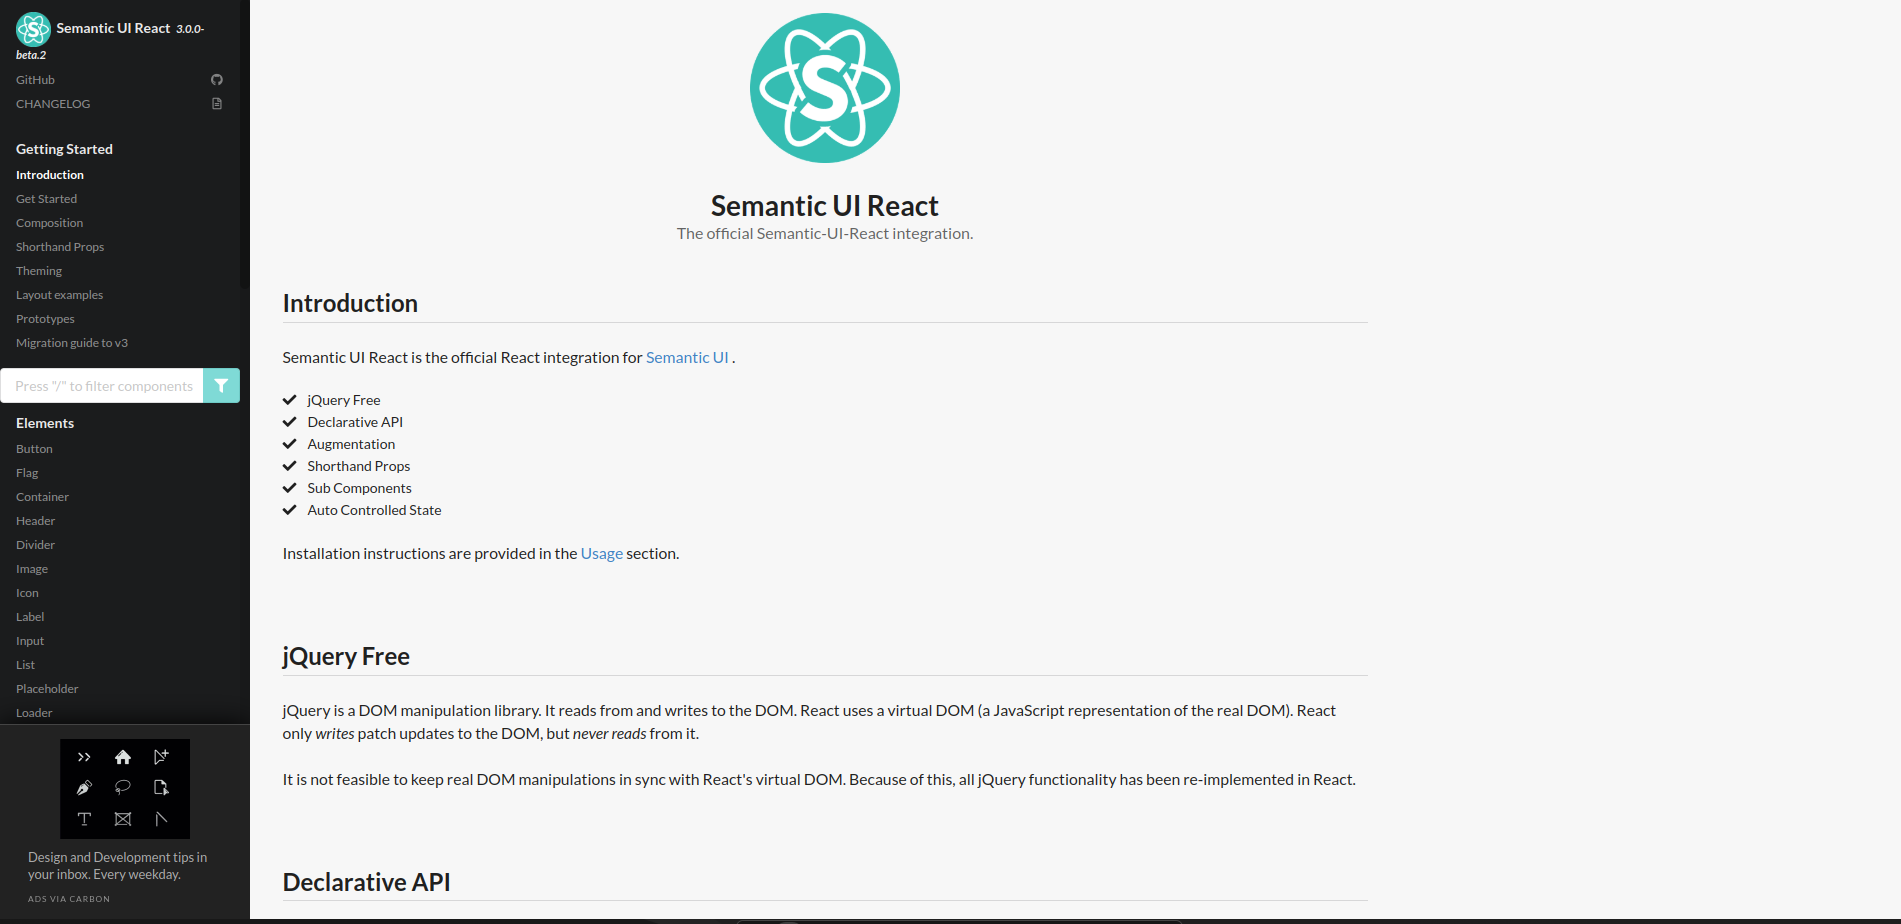 Semantic UI React 3.0.0-
beta.2
GitHub
CHANGELOG
Getting Started
Introduction
Get Started
Composition
Shorthand Props
Theming
Layout examples
Prototypes
Migration guide to v3
Press "/" to filter components
Elements
Button
Flag
Container
Header
Divider
Image
Icon
Label
Input
List
Placeholder
Loader
Design and Development tips in
your inbox. Every weekday.
ADS VIA CARBON
Semantic UI React
The official Semantic-UI-React integration.
Introduction
Semantic UI React is the official React integration for Semantic UI .
jQuery Free
Declarative API
Augmentation
Shorthand Props
Sub Components
Auto Controlled State
Installation instructions are provided in the Usage section.
jQuery Free
jQuery is a DOM manipulation library. It reads from and writes to the DOM. React uses a virtual DOM (a JavaScript representation of the real DOM). React
only writes patch updates to the DOM, but never reads from it.
It is not feasible to keep real DOM manipulations in sync with React's virtual DOM. Because of this, all jQuery functionality has been re-implemented in React.
Declarative API